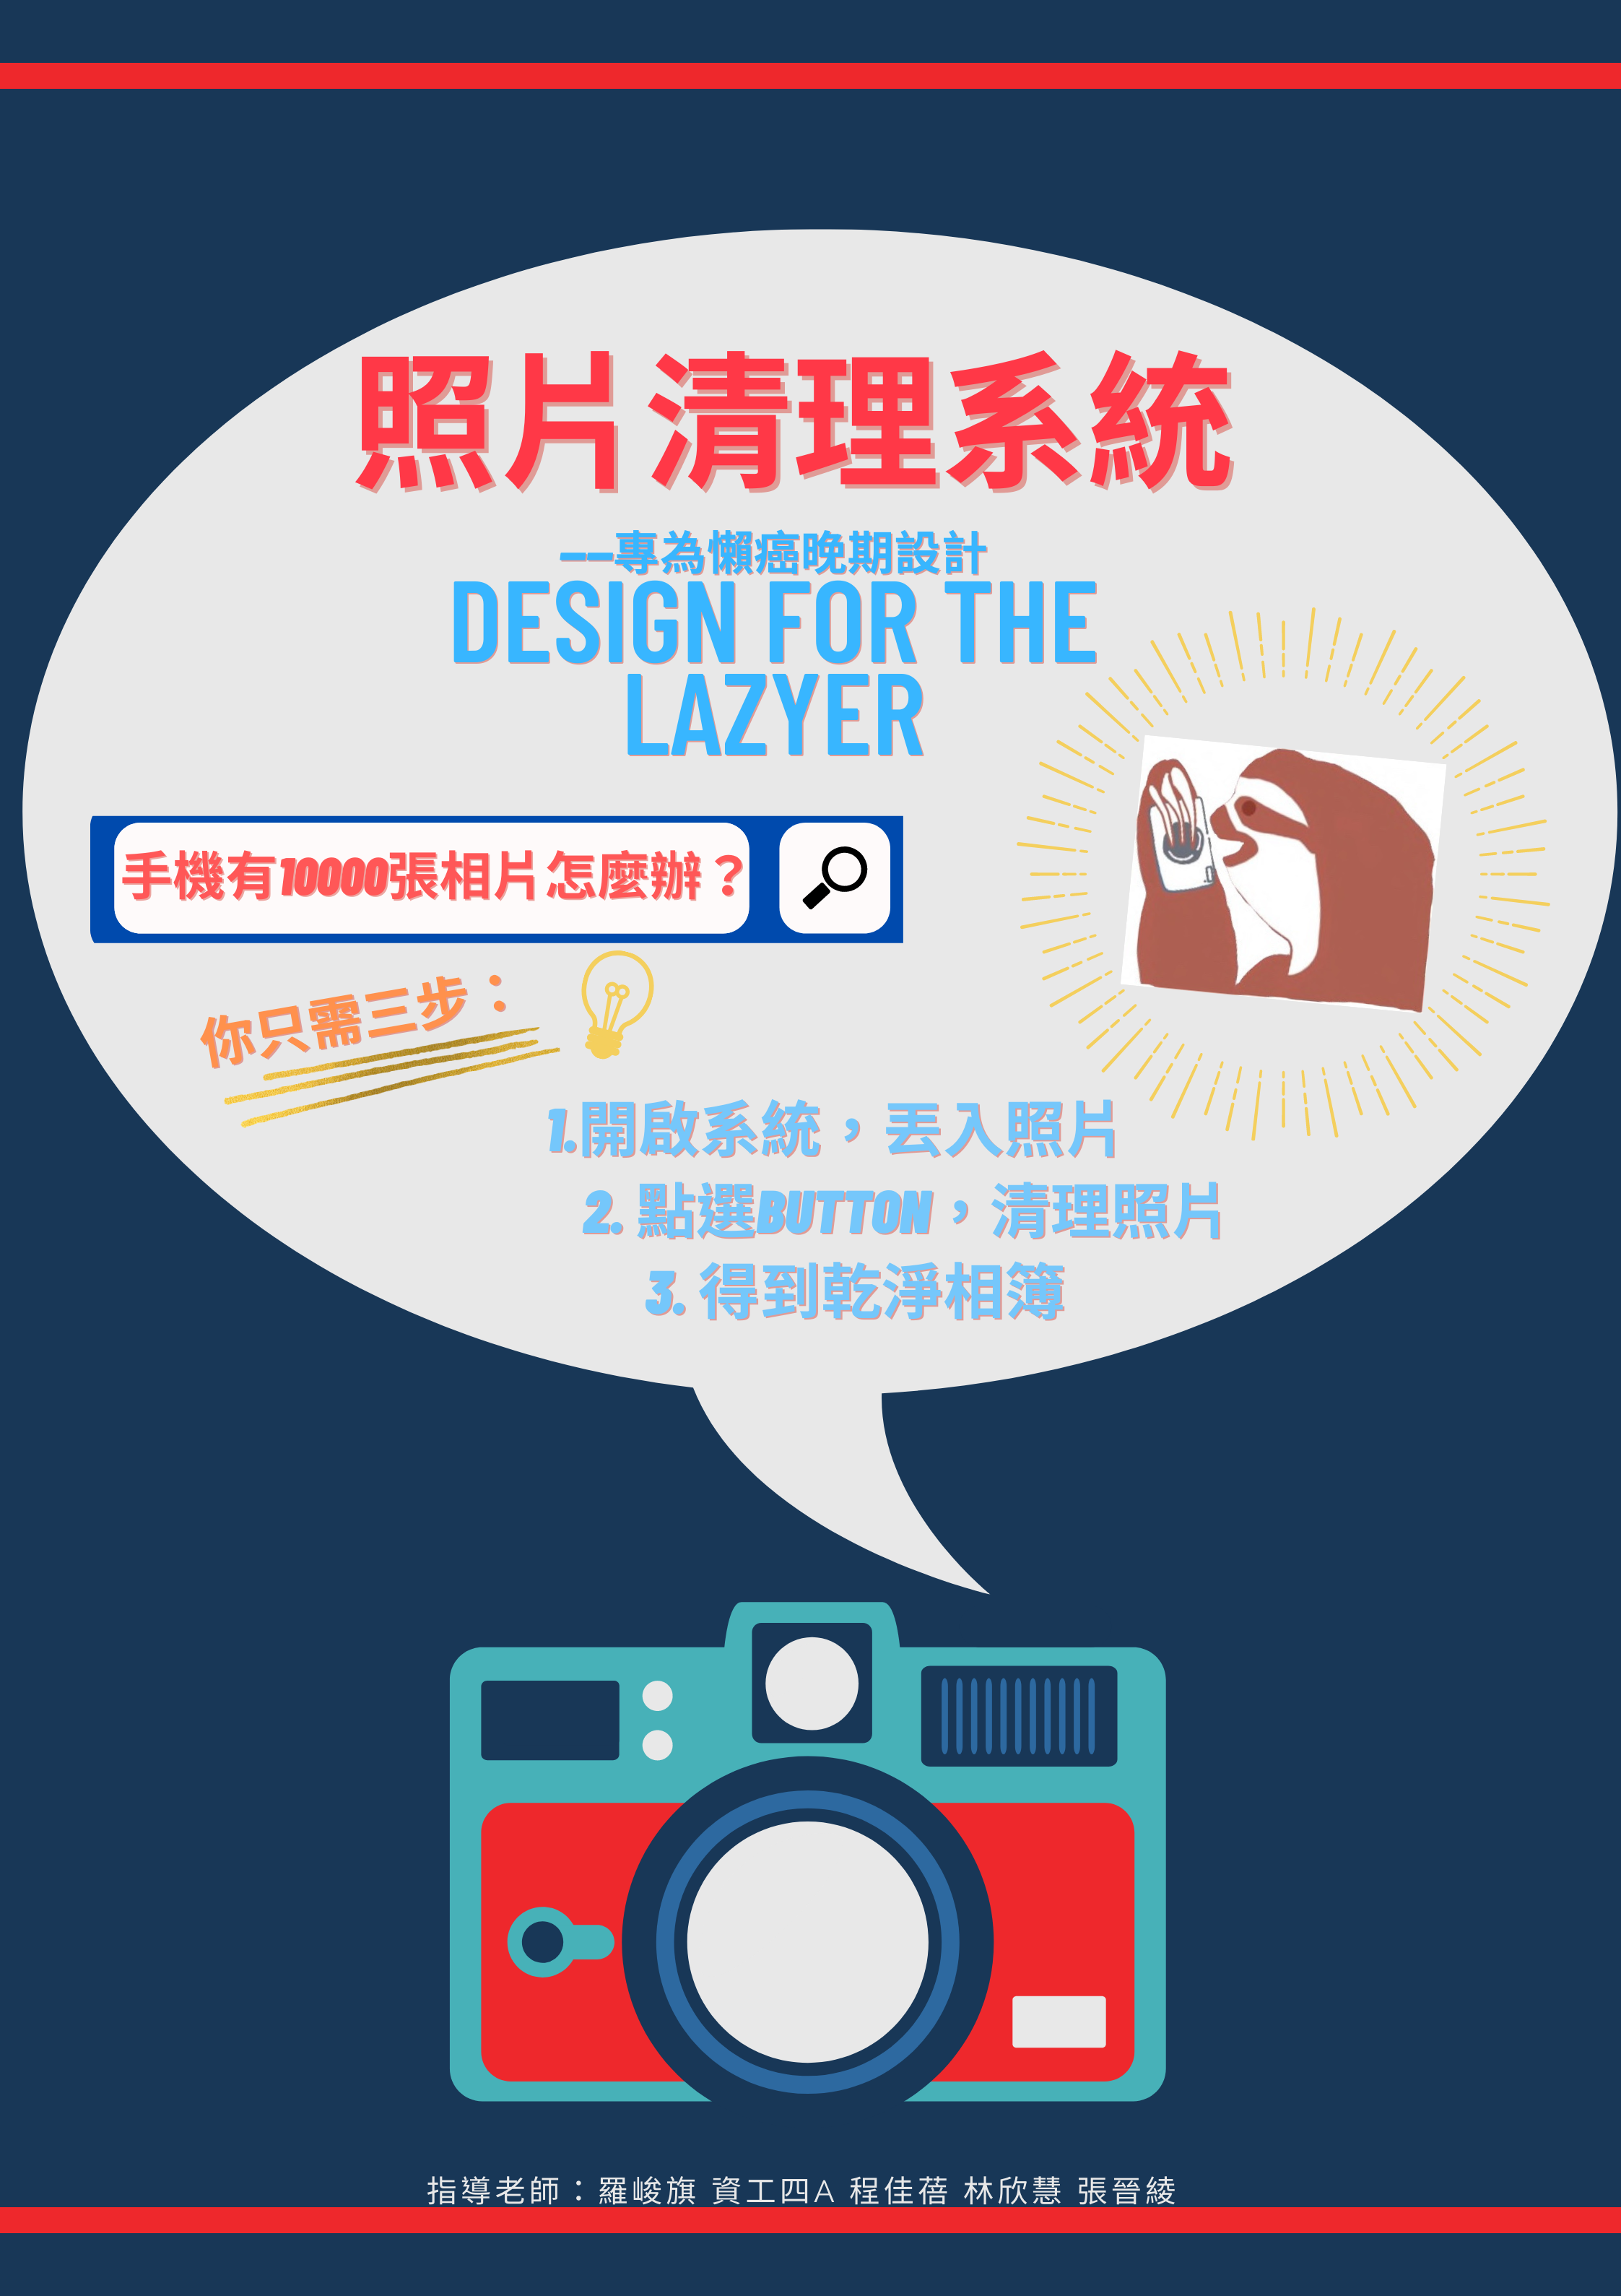 照片清理系統
——專為懶癌晚期設計
DESIGN FOR THE
LAZYER
手機有10000張相片怎麼辦？
你只需三步：
1.開啟系統，丟入照片
2. 點選BUTTON，清理照片
3. 得到乾淨相簿
指導老師：羅峻旗 資工四A 程佳蓓 林欣慧 張晉綾